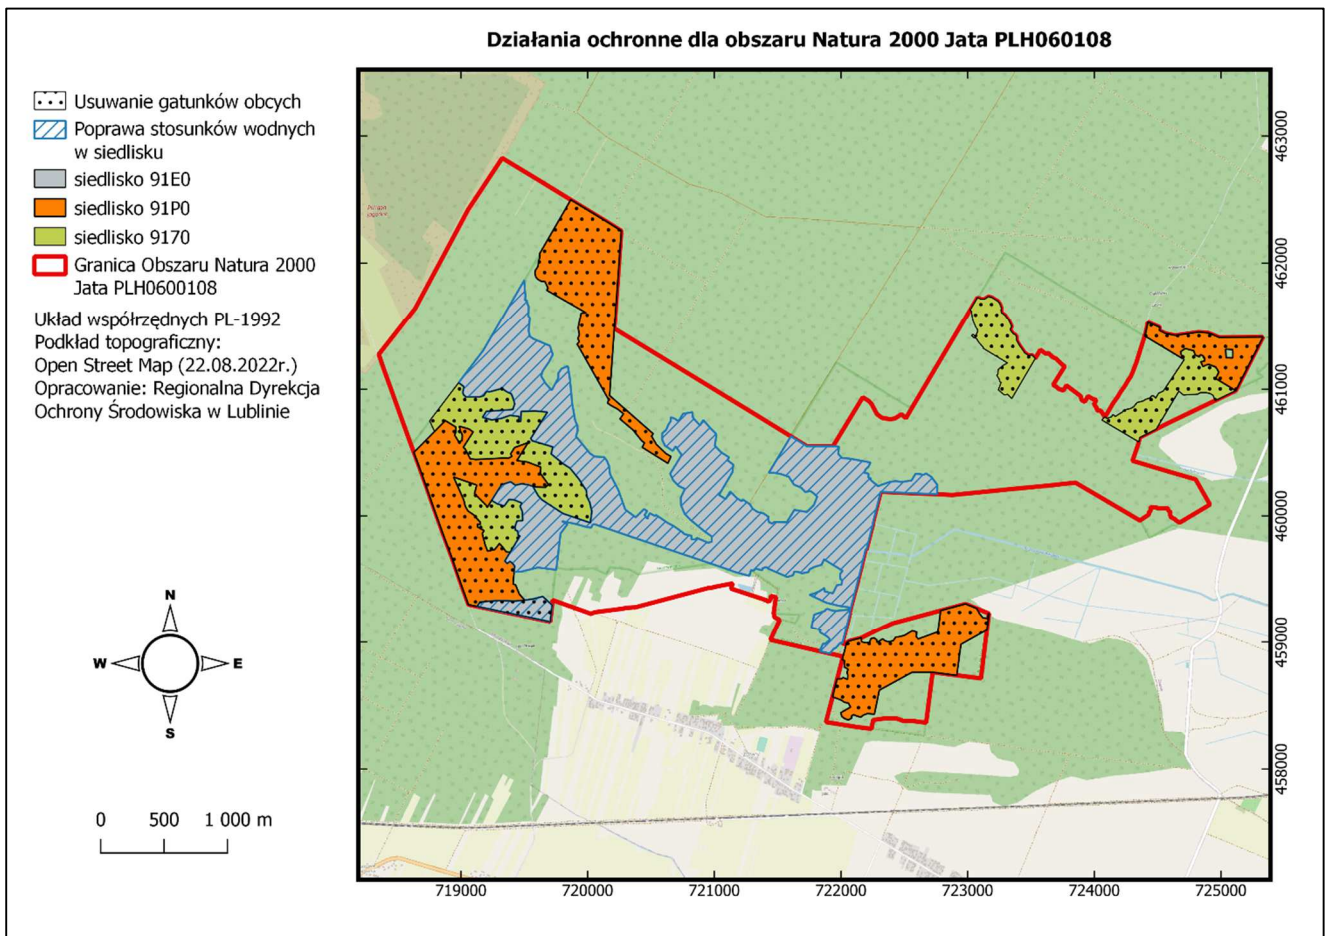 Działania ochronne dla obszaru Natura 2000 Jata PLH060108
Usuwanie gatunków obcych
Poprawa stosunków wodnych
w siedlisku
siedlisko 91E0
siedlisko 91P0
siedlisko 9170
Granica Obszaru Natura 2000
Jata PLH0600108
Układ współrzędnych PL-1992
Podkład topograficzny:
Open Street Map (22.08.2022r.)
Opracowanie: Regionalna Dyrekcja
Ochrony Środowiska w Lublinie
N
W
E
S
0 500 1 000 m
463000
462000
461000
460000
459000
458000
719000 720000 721000 722000 723000 724000 725000